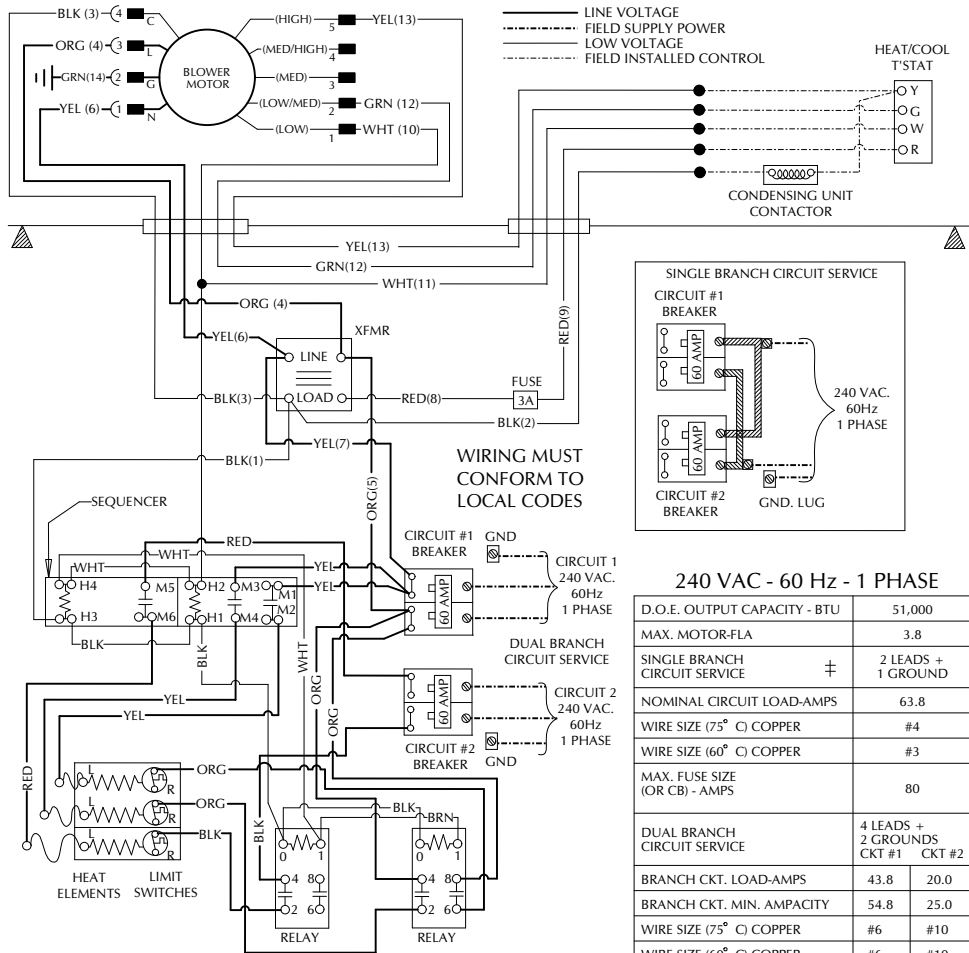 BLK (3) 4 C
ORG (4) 3 L
GRN(14) 2 G
YEL (6) 1 N
BLOWER MOTOR
(HIGH) 5 YEL(13)
(MED/HIGH) 4
(MED) 3
(LOW/MED) 2 GRN (12)
(LOW) 1 WHT (10)
LINE VOLTAGE
FIELD SUPPLY POWER
LOW VOLTAGE
FIELD INSTALLED CONTROL
HEAT/COOL
T'STAT
Y
G
W
R
CONDENSING UNIT
CONTACTOR
YEL(13)
GRN(12)
WHT(11)
ORG (4)
YEL(6)
XFMR
LINE
LOAD
BLK(3)
RED(8)
FUSE
3A
RED(9)
BLK(2)
YEL(7)
BLK(1)
ORG(5)
WIRING MUST
CONFORM TO
LOCAL CODES
SINGLE BRANCH CIRCUIT SERVICE
CIRCUIT #1
BREAKER
60 AMP
60 AMP
CIRCUIT #2
BREAKER
GND. LUG
240 VAC.
60Hz
1 PHASE
SEQUENCER
RED
WHT
WHT
YEL
YEL
H4
M5
H2
M3
M1
M2
H3
M6
H1
M4
BLK
BLK
WHT
ORG
ORG
CIRCUIT #1
BREAKER
GND
60 AMP
CIRCUIT 1
240 VAC.
60Hz
1 PHASE
DUAL BRANCH
CIRCUIT SERVICE
60 AMP
CIRCUIT 2
240 VAC.
60Hz
1 PHASE
CIRCUIT #2
BREAKER
GND
YEL
YEL
RED
L
R
L
R
L
R
ORG
ORG
BLK
HEAT
ELEMENTS
LIMIT
SWITCHES
BLK
BLK
BRN
0 1
4 8
2 6
RELAY
0 1
4 8
2 6
RELAY
240 VAC - 60 Hz - 1 PHASE
D.O.E. OUTPUT CAPACITY - BTU 51,000
MAX. MOTOR-FLA 3.8
SINGLE BRANCH
CIRCUIT SERVICE ‡ 2 LEADS +
1 GROUND
NOMINAL CIRCUIT LOAD-AMPS 63.8
WIRE SIZE (75° C) COPPER #4
WIRE SIZE (60° C) COPPER #3
MAX. FUSE SIZE
(OR CB) - AMPS 80
DUAL BRANCH
CIRCUIT SERVICE
4 LEADS +
2 GROUNDS
CKT #1 CKT #2
BRANCH CKT. LOAD-AMPS 43.8 20.0
BRANCH CKT. MIN. AMPACITY 54.8 25.0
WIRE SIZE (75° C) COPPER #6 #10
WIRE SIZE (60° C) COPPER #6 #10